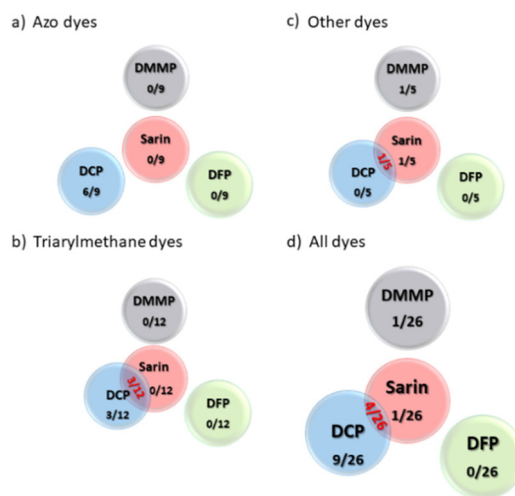 a) Azo dyes
DMMP
0/9
Sarin
0/9
DCP
6/9
DFP
0/9
c) Other dyes
DMMP
1/5
Sarin
1/5
1/5
DCP
0/5
DFP
0/5
b) Triarylmethane dyes
DMMP
0/12
Sarin
3/12
0/12
DCP
3/12
DFP
0/12
d) All dyes
DMMP
1/26
Sarin
4/26
1/26
DCP
9/26
DFP
0/26